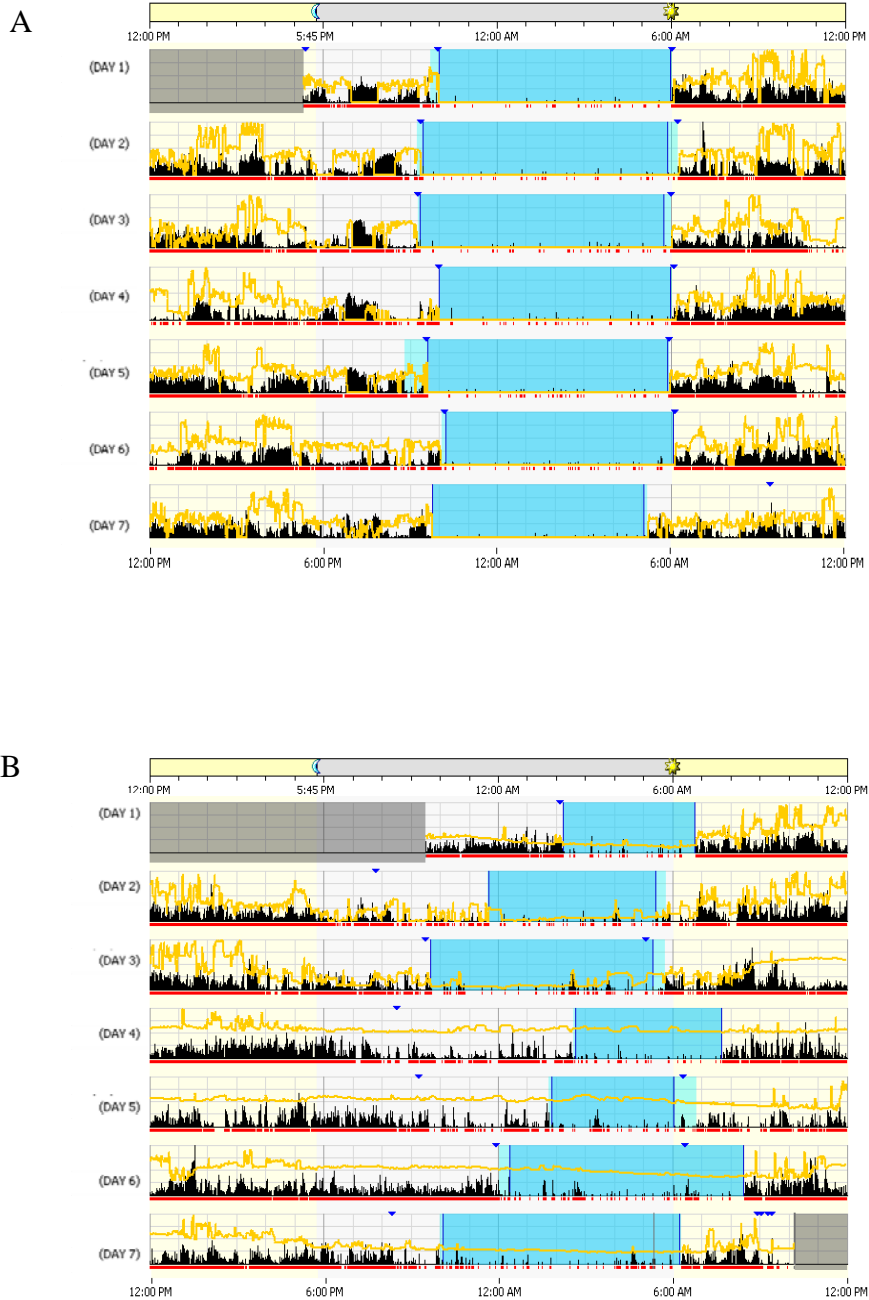 A
12:00 PM 5:45 PM 12:00 AM 6:00 AM 12:00 PM
(DAY 1)
(DAY 2)
(DAY 3)
(DAY 4)
(DAY 5)
(DAY 6)
(DAY 7)
12:00 PM 6:00 PM 12:00 AM 6:00 AM 12:00 PM
B
12:00 PM 5:45 PM 12:00 AM 6:00 AM 12:00 PM
(DAY 1)
(DAY 2)
(DAY 3)
(DAY 4)
(DAY 5)
(DAY 6)
(DAY 7)
12:00 PM 6:00 PM 12:00 AM 6:00 AM 12:00 PM